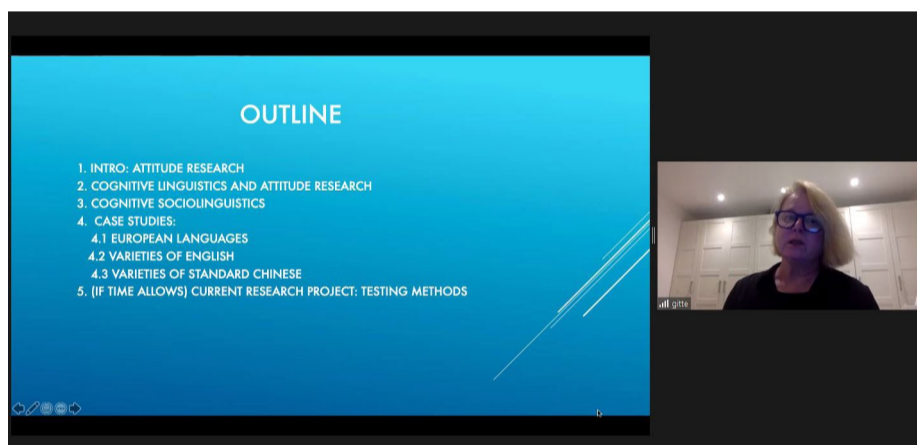 OUTLINE
1. INTRO: ATTITUDE RESEARCH
2. COGNITIVE LINGUISTICS AND ATTITUDE RESEARCH
3. COGNITIVE SOCIOLINGUISTICS
4. CASE STUDIES:
4.1 EUROPEAN LANGUAGES
4.2 VARIETIES OF ENGLISH
4.3 VARIETIES OF STANDARD CHINESE
5. (IF TIME ALLOWS) CURRENT RESEARCH PROJECT: TESTING METHODS
gitte